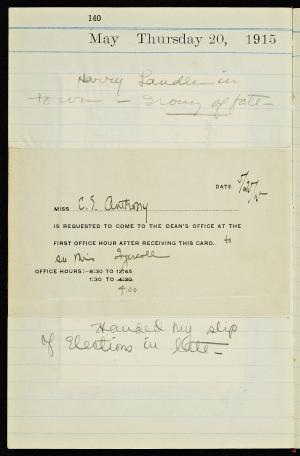 140
May Thursday 20, 1915
Harry Lauder in
town - Irony of fate -
DATE 5/20/15
MISS C. E. Anthony
IS REQUESTED TO COME TO THE DEAN'S OFFICE AT THE
FIRST OFFICE HOUR AFTER RECEIVING THIS CARD. to
see Miss
OFFICE HOURS:-8:30 TO 12:45
1:30 TO 4:30
4:00
Handed my slip
of Elections in late-